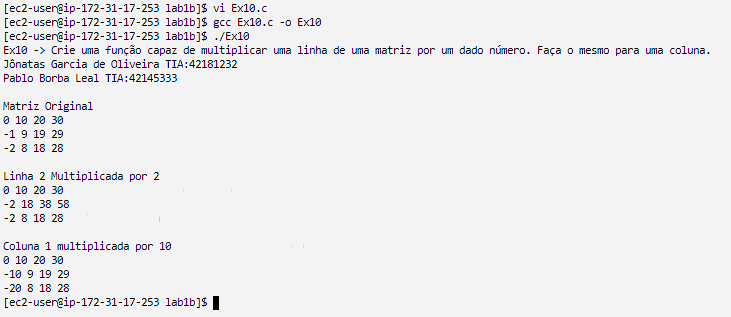 [ec2-user@ip-172-31-17-253 lab1b]$ vi Ex10.c
[ec2-user@ip-172-31-17-253 lab1b]$ gcc Ex10.c -o Ex10
[ec2-user@ip-172-31-17-253 lab1b]$ ./Ex10
Ex10 -> Crie uma função capaz de multiplicar uma linha de uma matriz por um dado número. Faça o mesmo para uma coluna.
Jônatas Garcia de Oliveira TIA:42181232
Pablo Borba Leal TIA:42145333
Matriz Original
0 10 20 30
-1 9 19 29
-2 8 18 28
Linha 2 Multiplicada por 2
0 10 20 30
-2 18 38 58
-2 8 18 28
Coluna 1 multiplicada por 10
0 10 20 30
-10 9 19 29
-20 8 18 28
[ec2-user@ip-172-31-17-253 lab1b]$